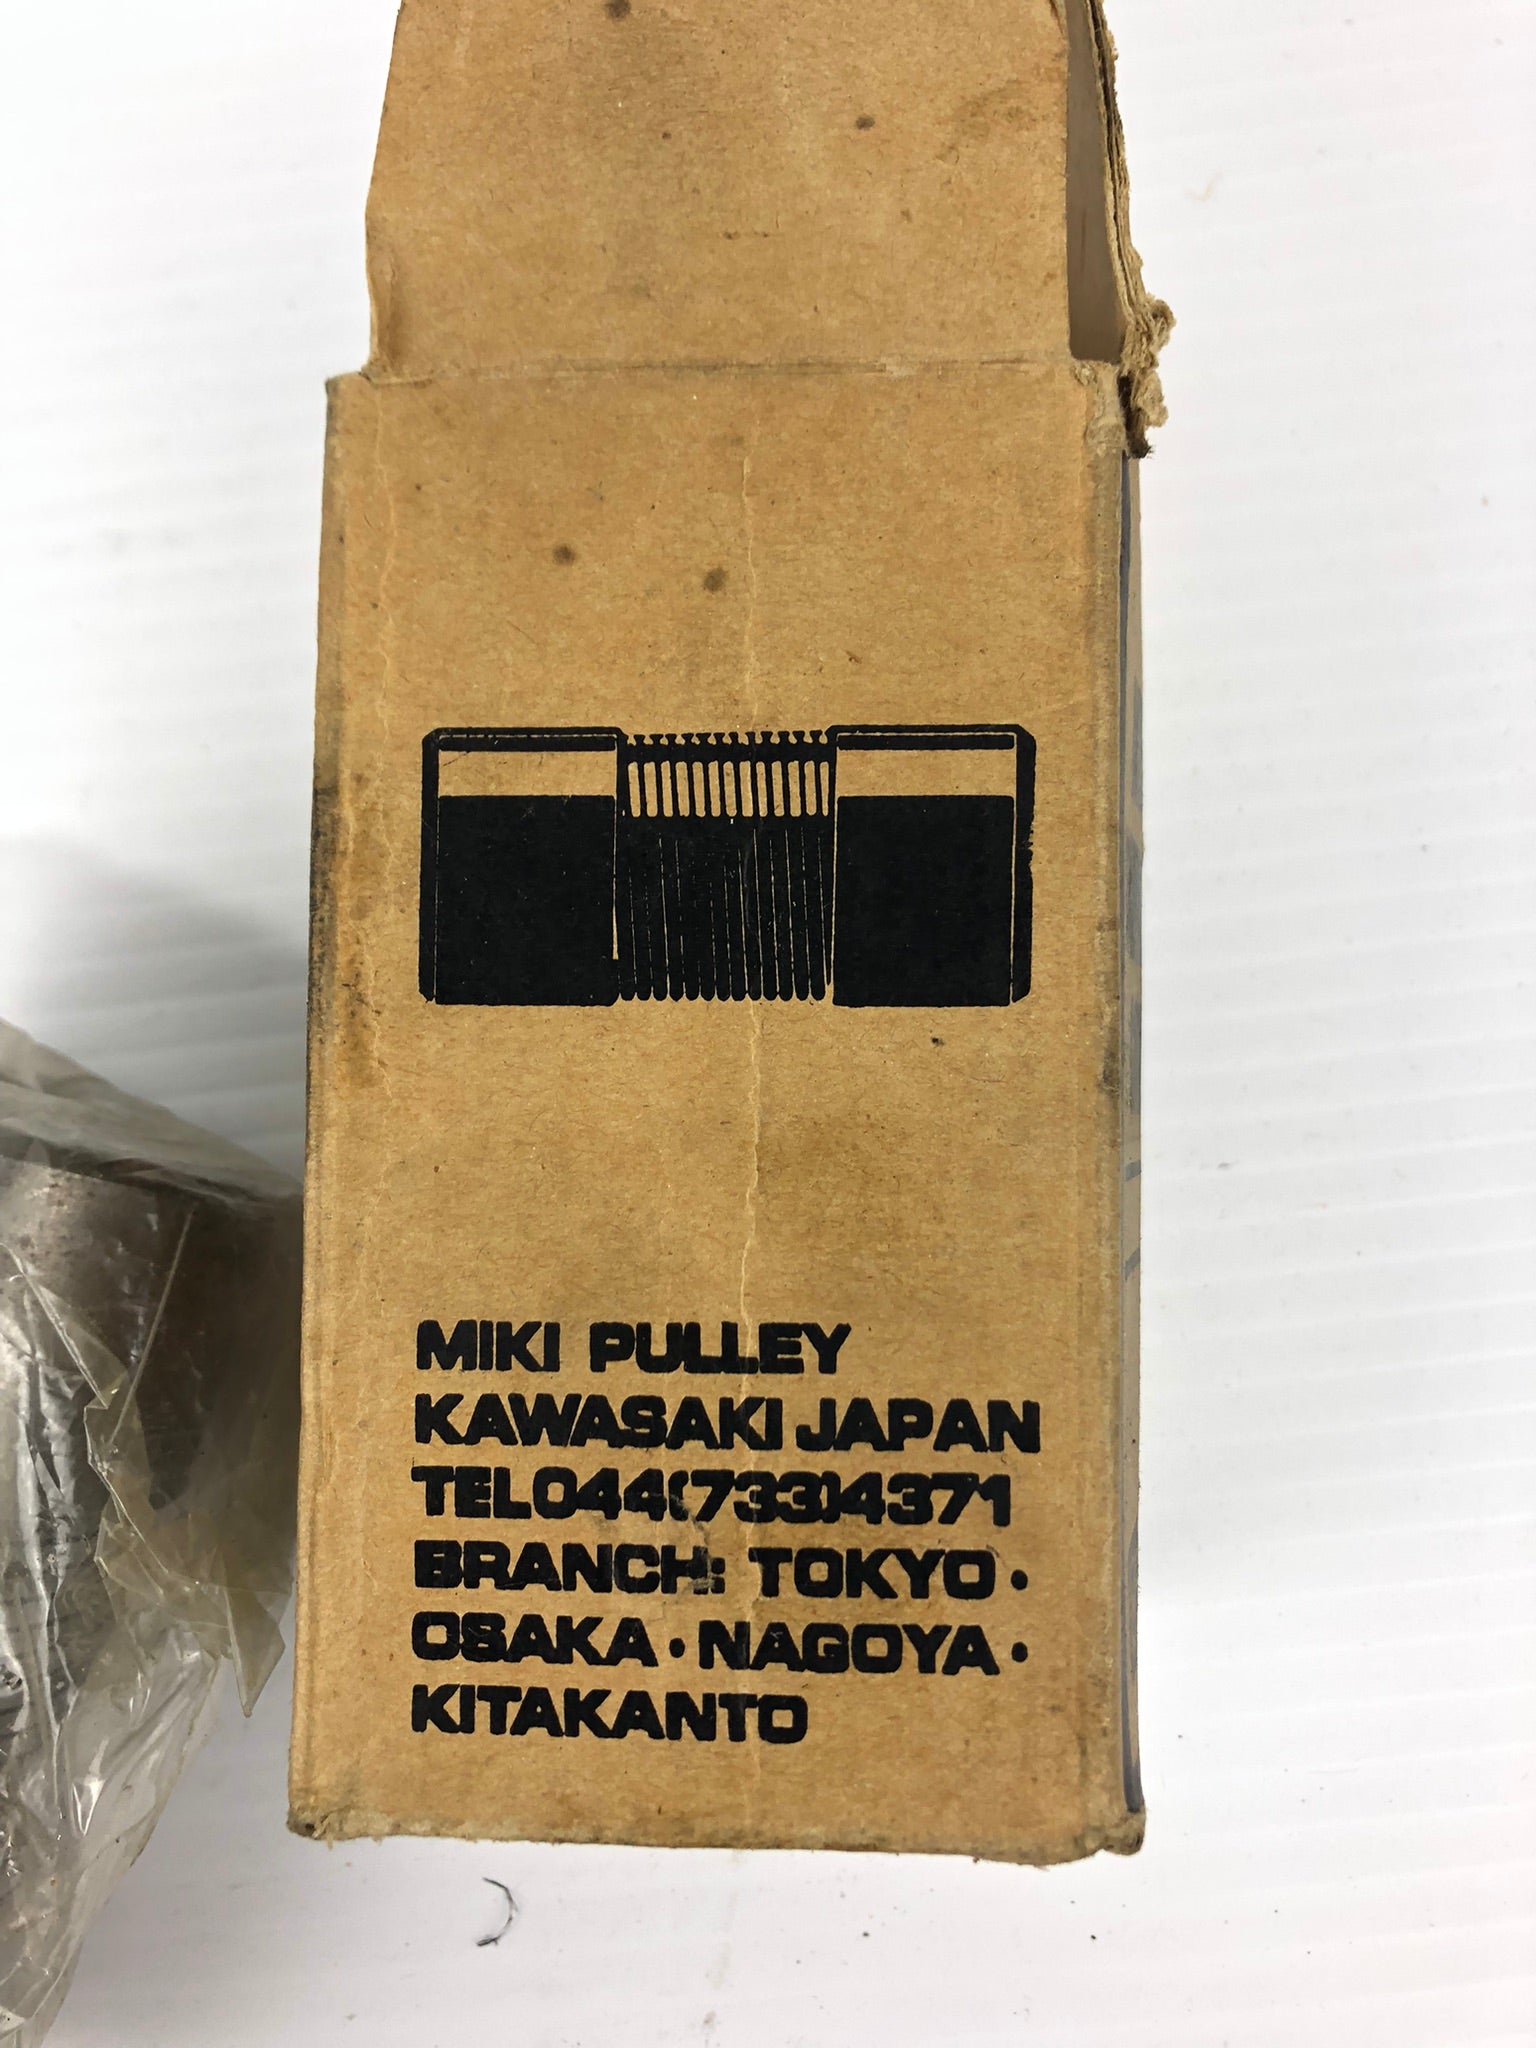 MIKI PULLEY
KAWASAKI JAPAN
TEL044(733)4371
BRANCH: TOKYO·
OSAKA·NAGOYA·
KITAKANTO